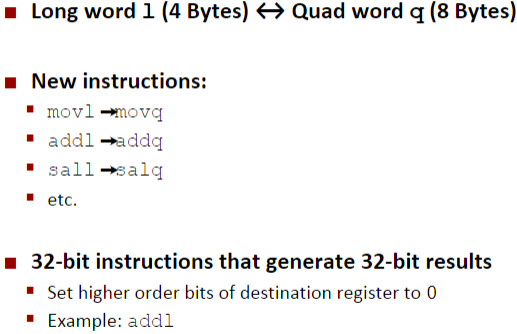 ■ Long word l (4 Bytes) ↔ Quad word q (8 Bytes)
■ New instructions:
▪ movl ➞movq
▪ addl ➞addq
▪ sall ➞salq
▪ etc.
■ 32-bit instructions that generate 32-bit results
▪ Set higher order bits of destination register to 0
▪ Example: addl